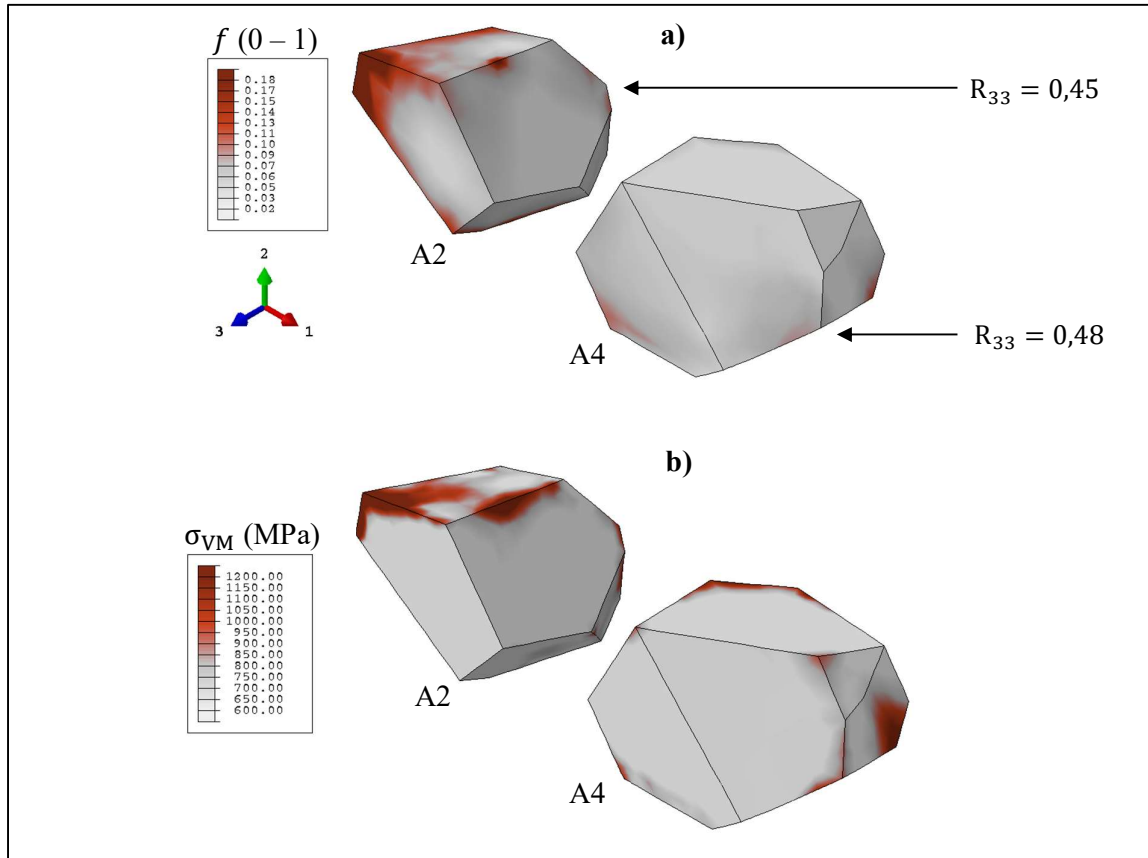 f (0 – 1)
a)
0.18
0.17
0.15
0.14
0.13
0.11
0.10
0.09
0.07
0.06
0.05
0.03
0.02
R₃₃ = 0,45
2
3
1
A2
A4
R₃₃ = 0,48
b)
σVM (MPa)
1200.00
1150.00
1100.00
1050.00
1000.00
950.00
900.00
850.00
800.00
750.00
700.00
650.00
600.00
A2
A4